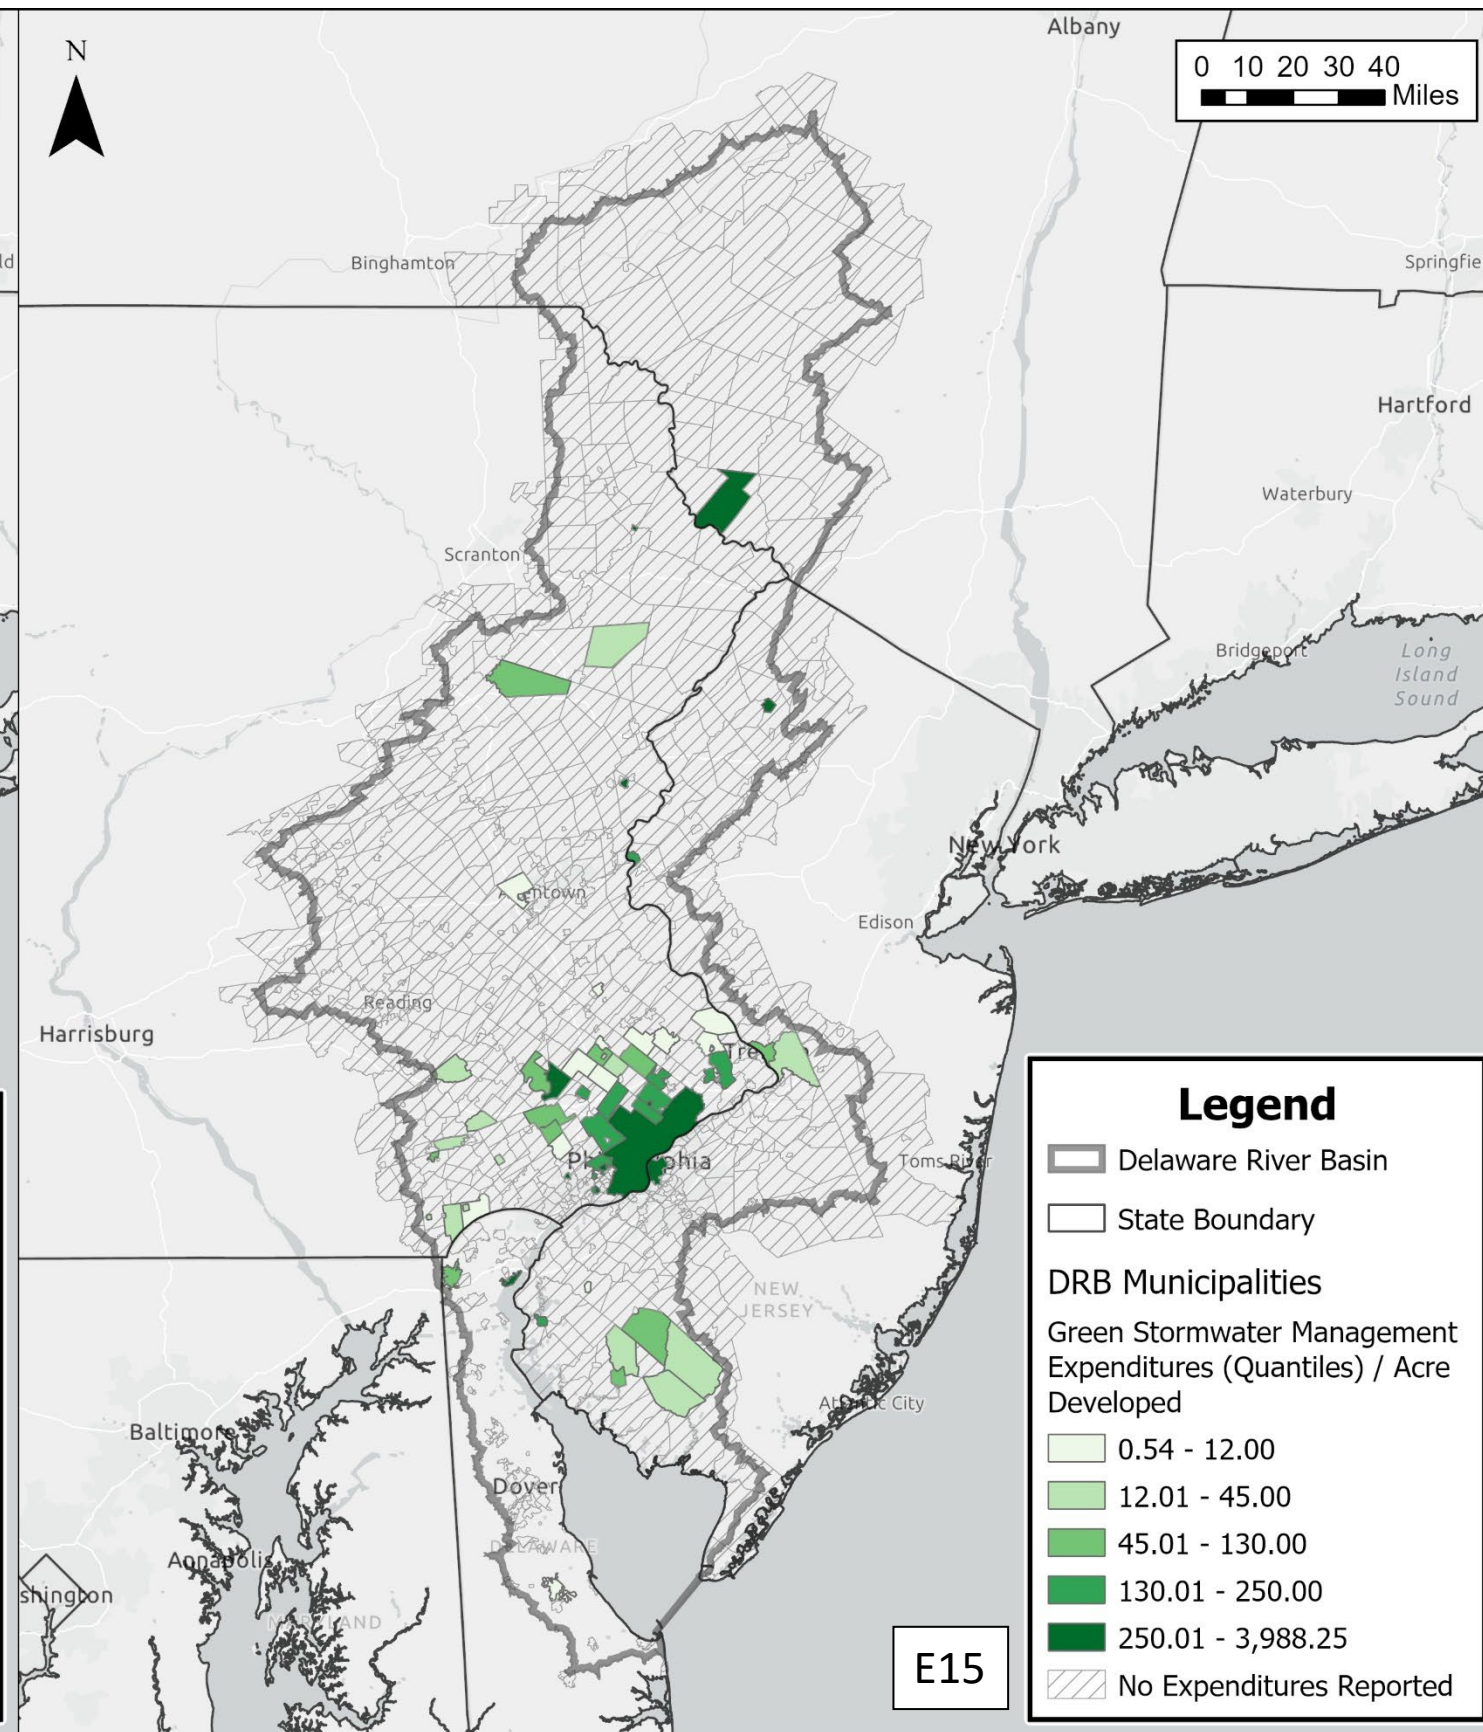 N
Albany
0 10 20 30 40
Miles
ld
Binghamton
Springfie
Hartford
Waterbury
Scranton
Bridgeport
Long
Island
Sound
New York
Edison
Reading
Harrisburg
Toms River
NEW
JERSEY
Atlantic City
Baltimore
Dover
DELAWARE
Annapolis
shington
MARYLAND
E15
Legend
Delaware River Basin
State Boundary
DRB Municipalities
Green Stormwater Management
Expenditures (Quantiles) / Acre
Developed
0.54 - 12.00
12.01 - 45.00
45.01 - 130.00
130.01 - 250.00
250.01 - 3,988.25
No Expenditures Reported